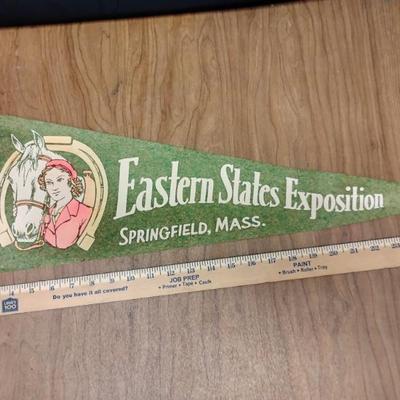 Eastern States Exposition
SPRINGFIELD, MASS.
Do you have it all covered?
JOB PREP
• Primer • Tape • Caulk
PAINT
• Brush • Roller • Tray